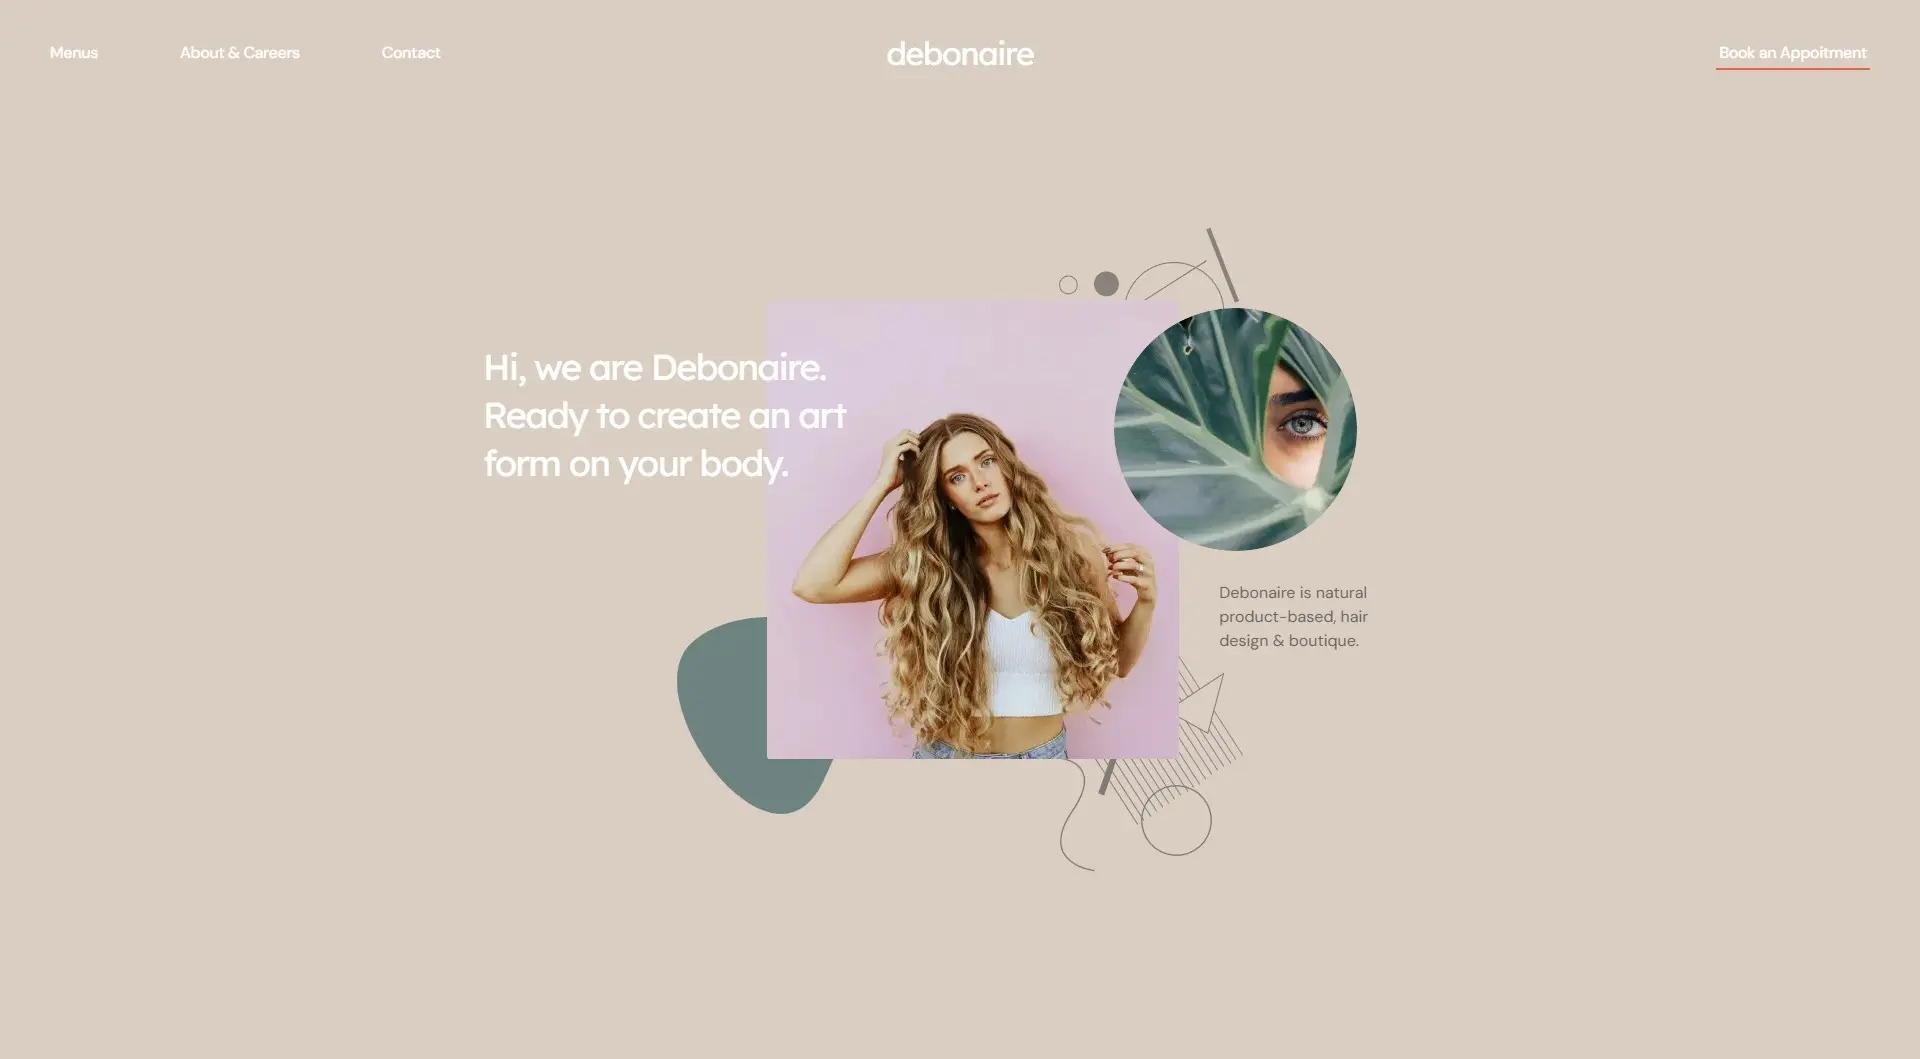 Menus
About & Careers
Contact
debonaire
Book an Appoitment
Hi, we are Debonaire.
Ready to create an art
form on your body.
Debonaire is natural
product-based, hair
design & boutique.